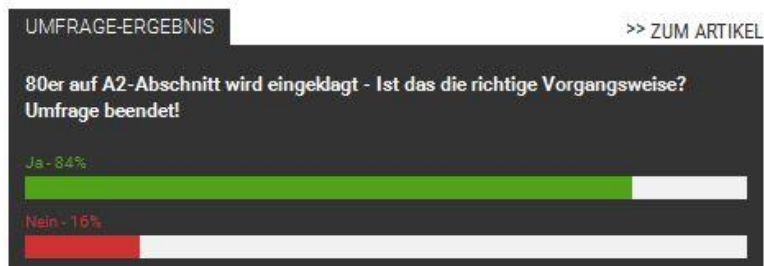 UMFRAGE-ERGEBNIS
>> ZUM ARTIKEL
80er auf A2-Abschnitt wird eingeklagt - Ist das die richtige Vorgangsweise?
Umfrage beendet!
Ja - 84%
Nein - 16%